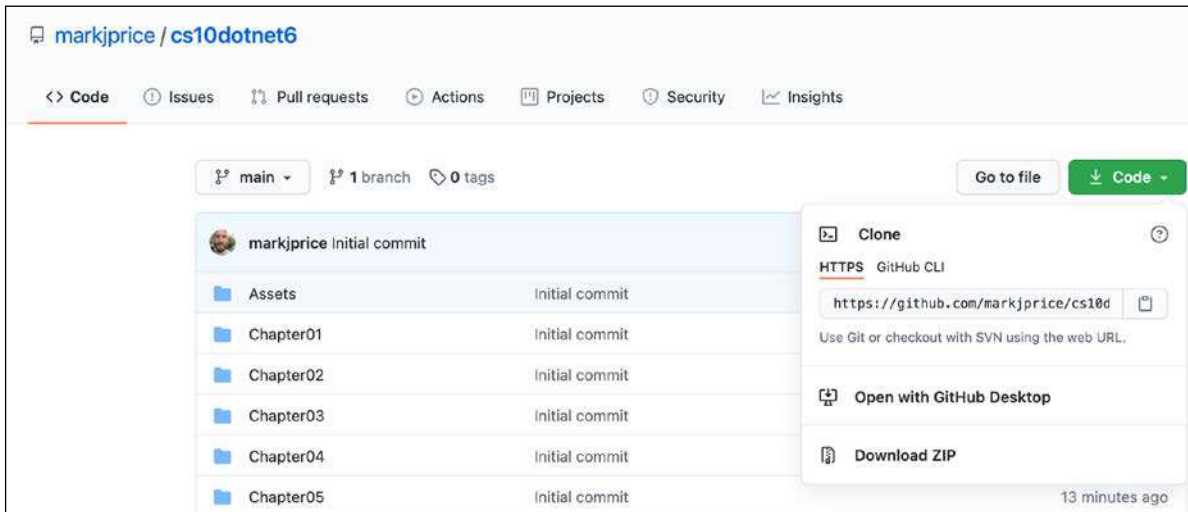 markjprice / cs10dotnet6
<> Code Issues Pull requests Actions Projects Security Insights
main 1 branch 0 tags Go to file Code
markjprice Initial commit
Assets Initial commit
Chapter01 Initial commit
Chapter02 Initial commit
Chapter03 Initial commit
Chapter04 Initial commit
Chapter05 Initial commit 13 minutes ago
Clone
HTTPS GitHub CLI
https://github.com/markjprice/cs10d
Use Git or checkout with SVN using the web URL.
Open with GitHub Desktop
Download ZIP